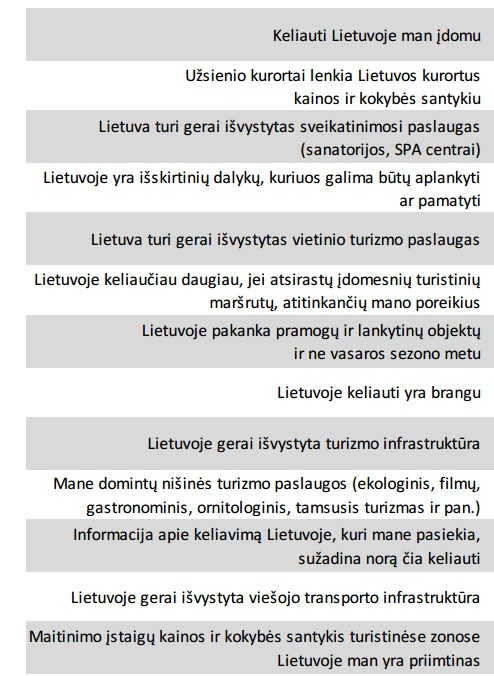 Keliauti Lietuvoje man įdomu
Užsienio kurortai lenkia Lietuvos kurortus
kainos ir kokybės santykiu
Lietuva turi gerai išvystytas sveikatinimosi paslaugas
(sanatorijos, SPA centrai)
Lietuvoje yra išskirtinių dalykų, kuriuos galima būtų aplankyti
ar pamatyti
Lietuva turi gerai išvystytas vietinio turizmo paslaugas
Lietuvoje keliaučiau daugiau, jei atsirastų įdomesnių turistinių
maršrutų, atitinkančių mano poreikius
Lietuvoje pakanka pramogų ir lankytinų objektų
ir ne vasaros sezono metu
Lietuvoje keliauti yra brangu
Lietuvoje gerai išvystyta turizmo infrastruktūra
Mane domintų nišinės turizmo paslaugos (ekologinis, filmų,
gastronominis, ornitologinis, tamsusis turizmas ir pan.)
Informacija apie keliavimą Lietuvoje, kuri mane pasiekia,
sužadina norą čia keliauti
Lietuvoje gerai išvystyta viešojo transporto infrastruktūra
Maitinimo įstaigų kainos ir kokybės santykis turistinėse zonose
Lietuvoje man yra priimtinas